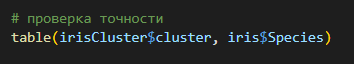 # проверка точности
table(irisCluster$cluster, iris$Species)